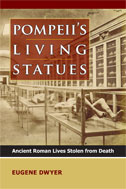 POMPEII'S
LIVING
STATUES
Ancient Roman Lives Stolen from Death
EUGENE DWYER